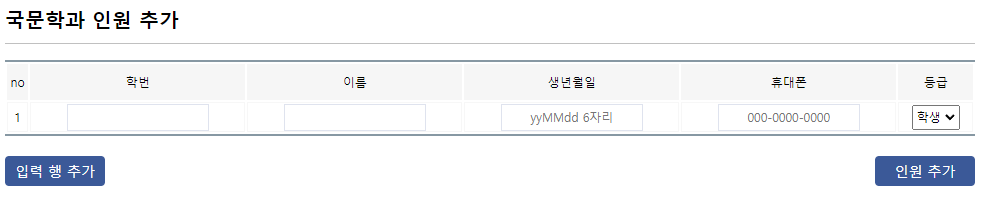 국문학과 인원 추가
no 학번 이름 생년월일 휴대폰 등급
1 yyMMdd 6자리 000-0000-0000 학생
입력 행 추가 인원 추가